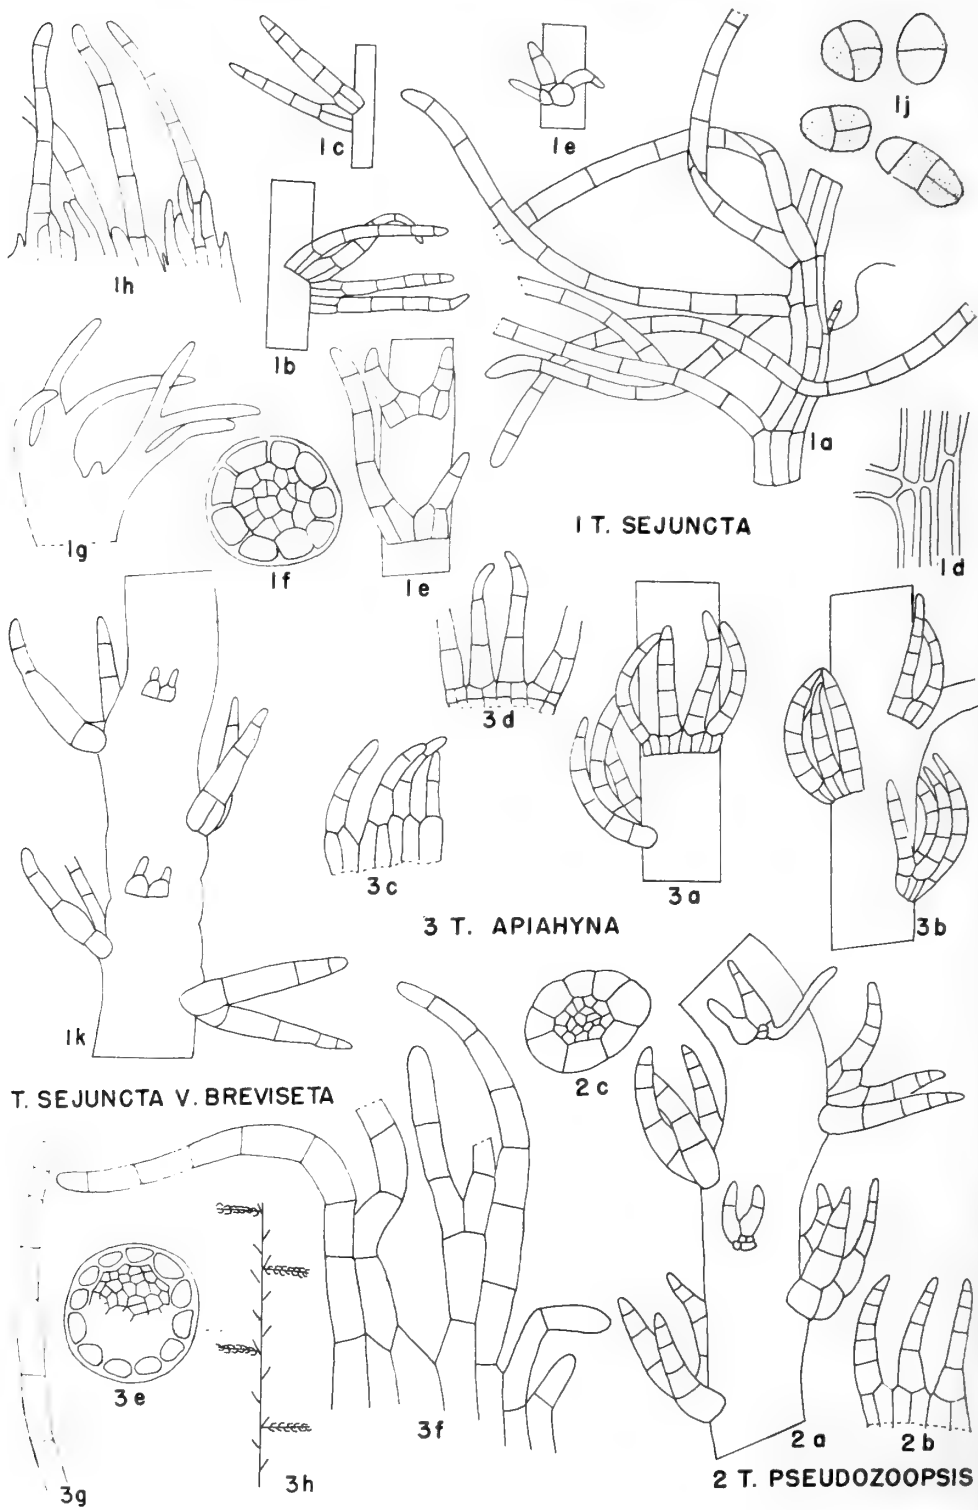 1j
1c
1e
1h
1b
1a
1g
1f
1e
1d
1 T. SEJUNCTA
3d
3c
3a
3b
3 T. APIAHYNA
1k
2c
T. SEJUNCTA V. BREVISETA
3e
3f
2a
2b
3g
3h
2 T. PSEUDOZOOPSIS